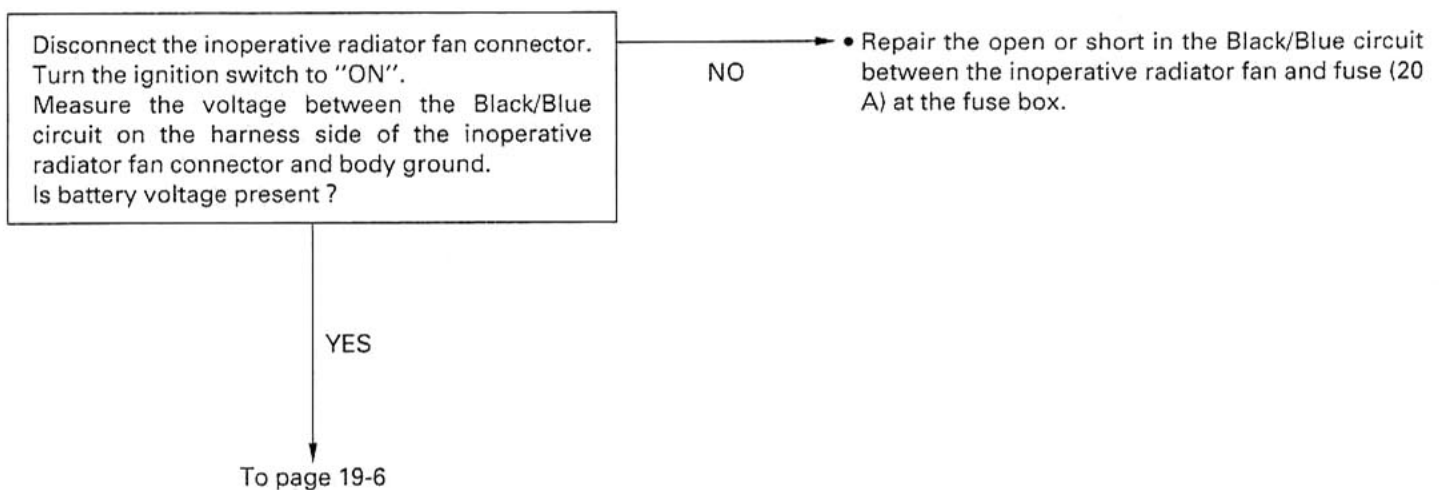 Disconnect the inoperative radiator fan connector.
Turn the ignition switch to "ON".
Measure the voltage between the Black/Blue
circuit on the harness side of the inoperative
radiator fan connector and body ground.
Is battery voltage present ?
NO
• Repair the open or short in the Black/Blue circuit
between the inoperative radiator fan and fuse (20
A) at the fuse box.
YES
To page 19-6